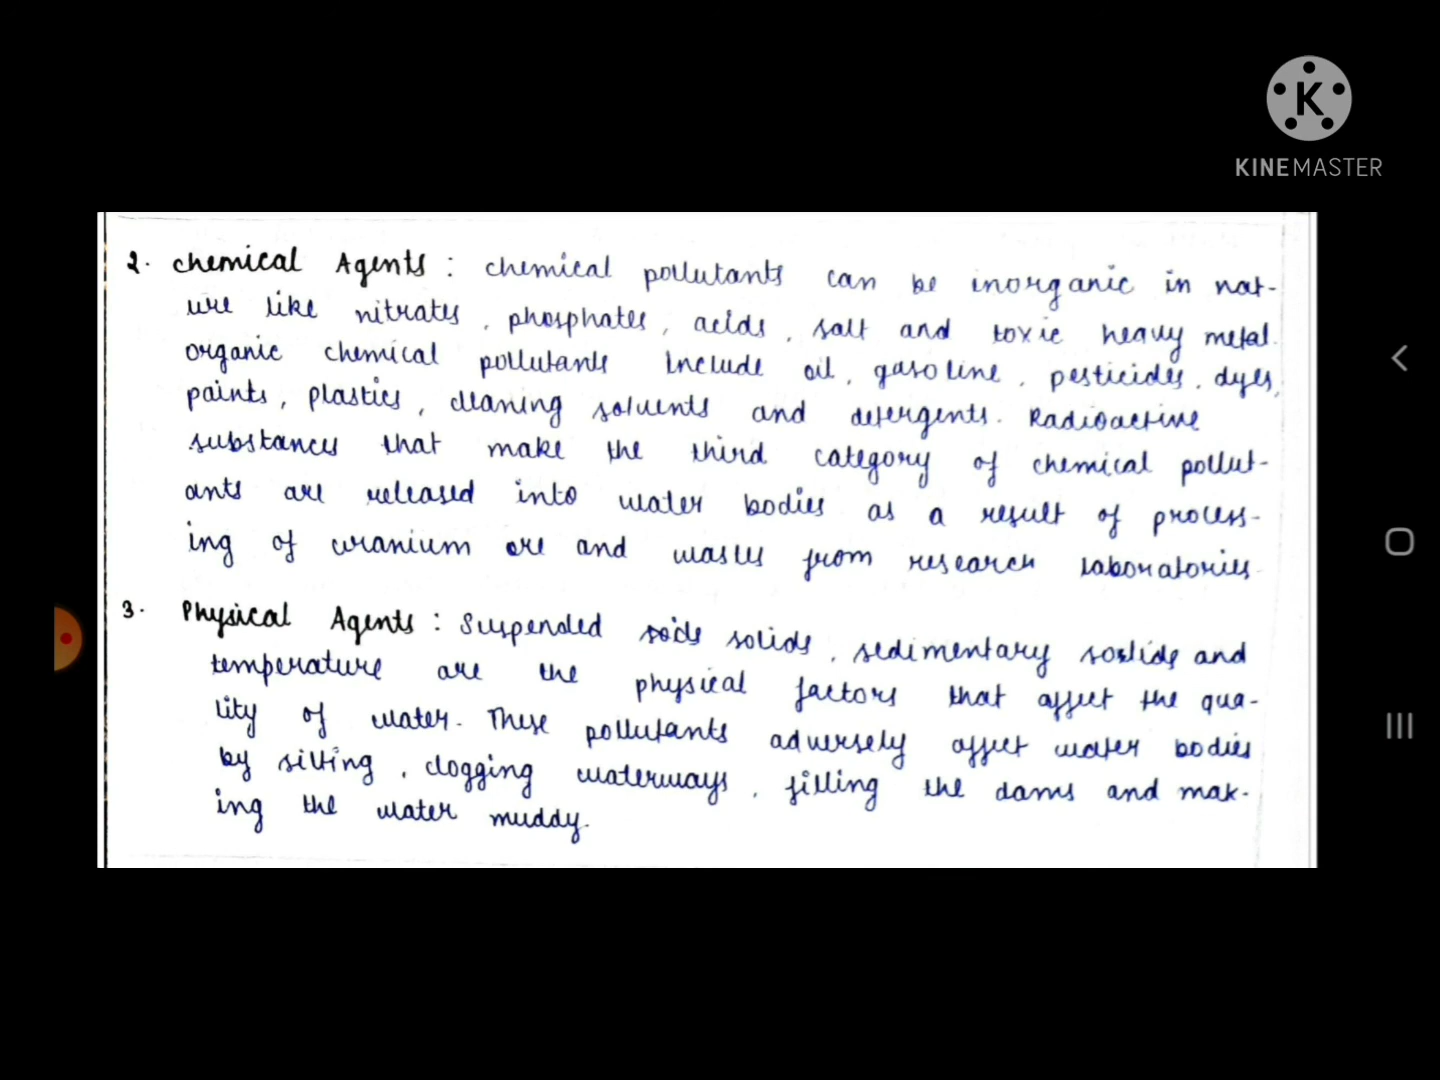 KINEMASTER
2. Chemical Agents : chemical pollutants can be inorganic in nat-
ure like nitrates, phosphates, acids, salt and toxic heavy metal.
organic chemical pollutants include oil, gasoline, pesticides, dyes,
paints, plastics, cleaning solvents and detergents. Radioactive
substances that make the third category of chemical pollut-
ants are released into water bodies as a result of process-
ing of uranium ore and wastes from research laboratories.
3. Physical Agents : Suspended solids, sedimentary solids and
temperature are the physical factors that affect the qua-
lity of water. These pollutants adversely affect water bodies
by silting, clogging waterways, filling the dams and mak-
ing the water muddy.